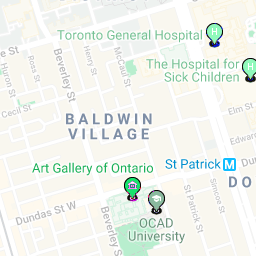 Toronto General Hospital
H
The Hospital for
Sick Children
H
Huron St
Ross St
Beverley St
Henry St
McCaul St
Cecil St
Elm St
BALDWIN
VILLAGE
St Patrick M
Art Gallery of Ontario
Simcoe St
DO
Dundas St W
OCAD
University
Beverley St
St Patrick St